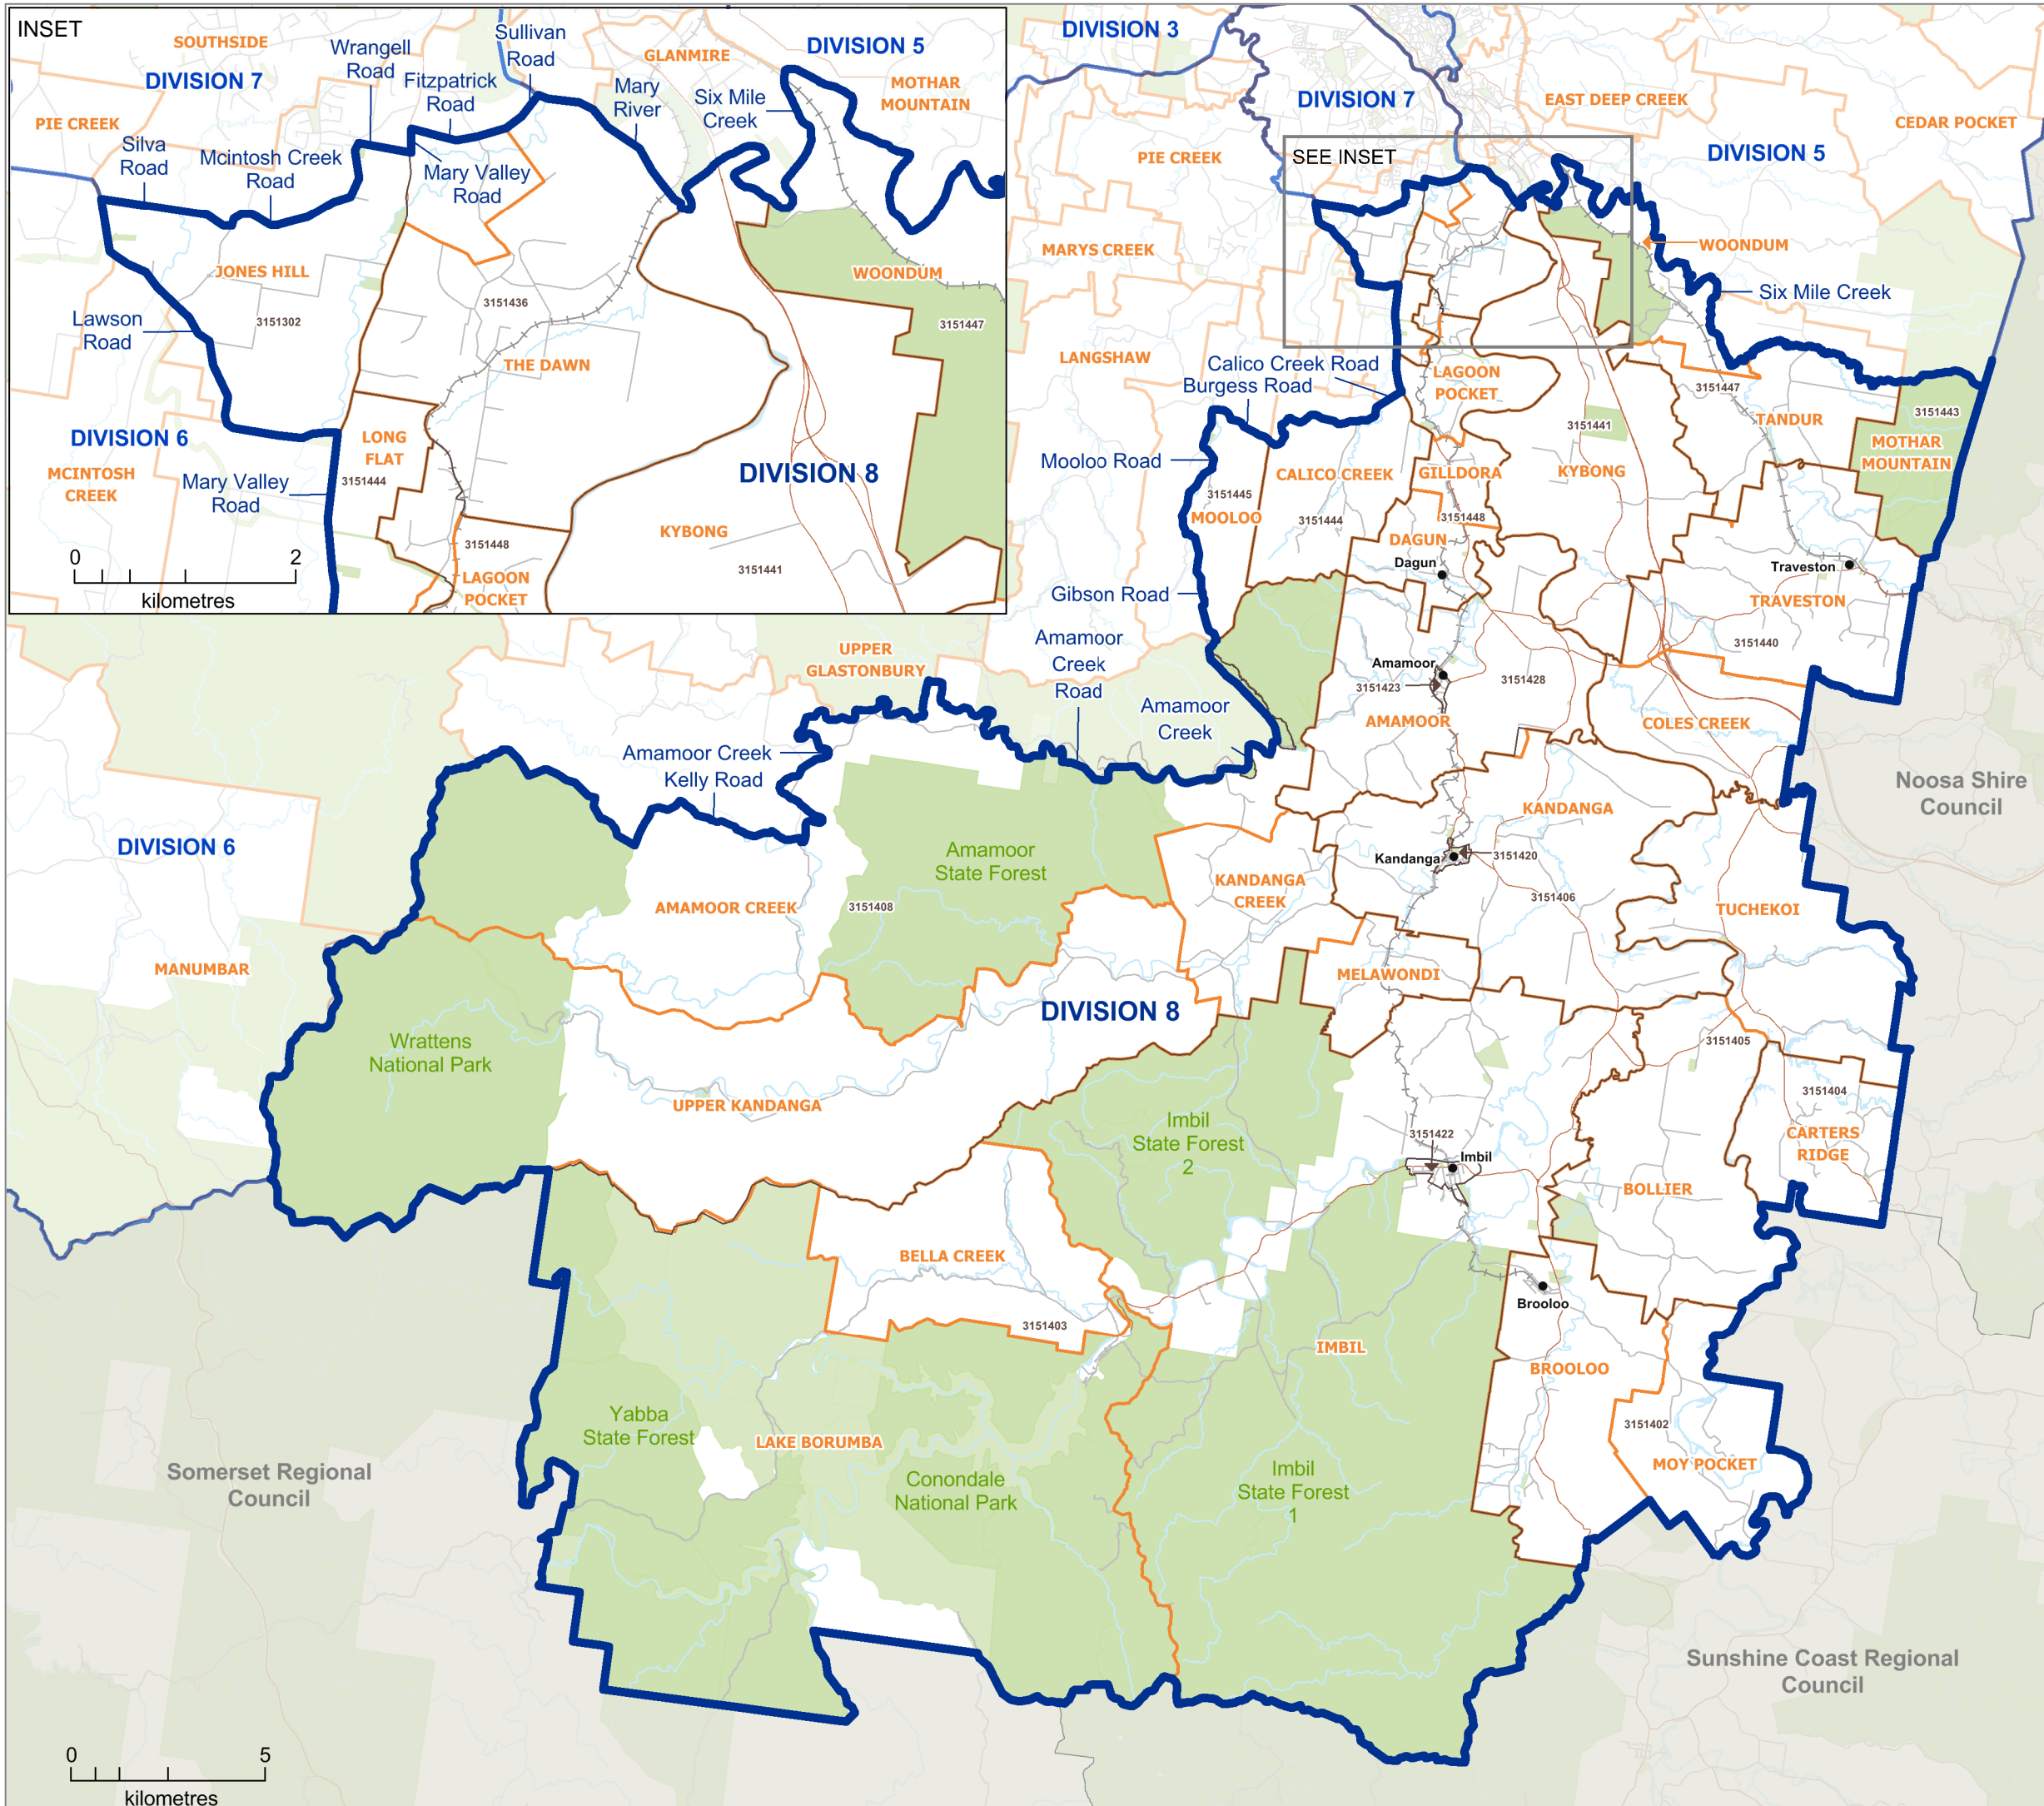 INSET
SOUTHSIDE
DIVISION 7
Wrangell
Road
Sullivan
Road
Fitzpatrick
Road
GLANMIRE
DIVISION 5
MOTHAR
MOUNTAIN
Mary
River
Six Mile
Creek
PIE CREEK
Silva
Road
Mcintosh Creek
Road
Mary Valley
Road
JONES HILL
3151302
3151436
WOONDUM
3151447
Lawson
Road
THE DAWN
DIVISION 6
LONG
FLAT
MCINTOSH
CREEK
Mary Valley
Road
3151444
DIVISION 8
KYBONG
3151448
3151441
LAGOON
POCKET
0
2
kilometres
DIVISION 3
DIVISION 7
EAST DEEP CREEK
CEDAR POCKET
PIE CREEK
SEE INSET
DIVISION 5
MARYS CREEK
WOONDUM
Six Mile Creek
LANGSHAW
Calico Creek Road
Burgess Road
LAGOON
POCKET
3151447
TANDUR
3151443
MOTHAR
MOUNTAIN
3151441
Mooloo Road
CALICO CREEK
GILLDORA
KYBONG
3151445
MOOLOO
3151444
3151448
DAGUN
Dagun
Traveston
TRAVESTON
Gibson Road
3151440
UPPER
GLASTONBURY
Amamoor
Creek
Road
Amamoor
3151423
3151428
Amamoor
Creek
AMAMOOR
COLES CREEK
Amamoor Creek
Kelly Road
Noosa Shire
Council
KANDANGA
DIVISION 6
Amamoor
State Forest
Kandanga
3151420
KANDANGA
CREEK
AMAMOOR CREEK
3151408
3151406
TUCHEKOI
MANUMBAR
MELAWONDI
DIVISION 8
Wrattens
National Park
3151405
UPPER KANDANGA
3151404
Imbil
State Forest
2
3151422
Imbil
CARTERS
RIDGE
BOLLIER
BELLA CREEK
Brooloo
3151403
IMBIL
BROOLOO
Yabba
State Forest
LAKE BORUMBA
3151402
MOY POCKET
Somerset Regional
Council
Conondale
National Park
Imbil
State Forest
1
Sunshine Coast Regional
Council
0
5
kilometres